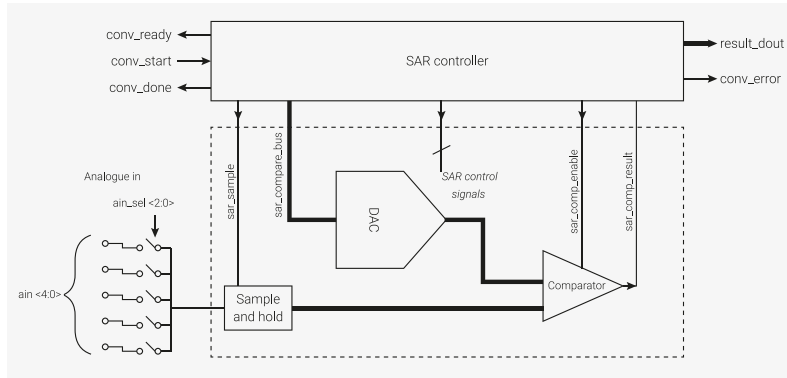 conv_ready
conv_start
conv_done
SAR controller
result_dout
conv_error
sar_sample
sar_compare_bus
SAR control
signals
sar_comp_enable
sar_comp_result
Analogue in
ain_sel <2:0>
DAC
ain <4:0>
Sample
and hold
Comparator